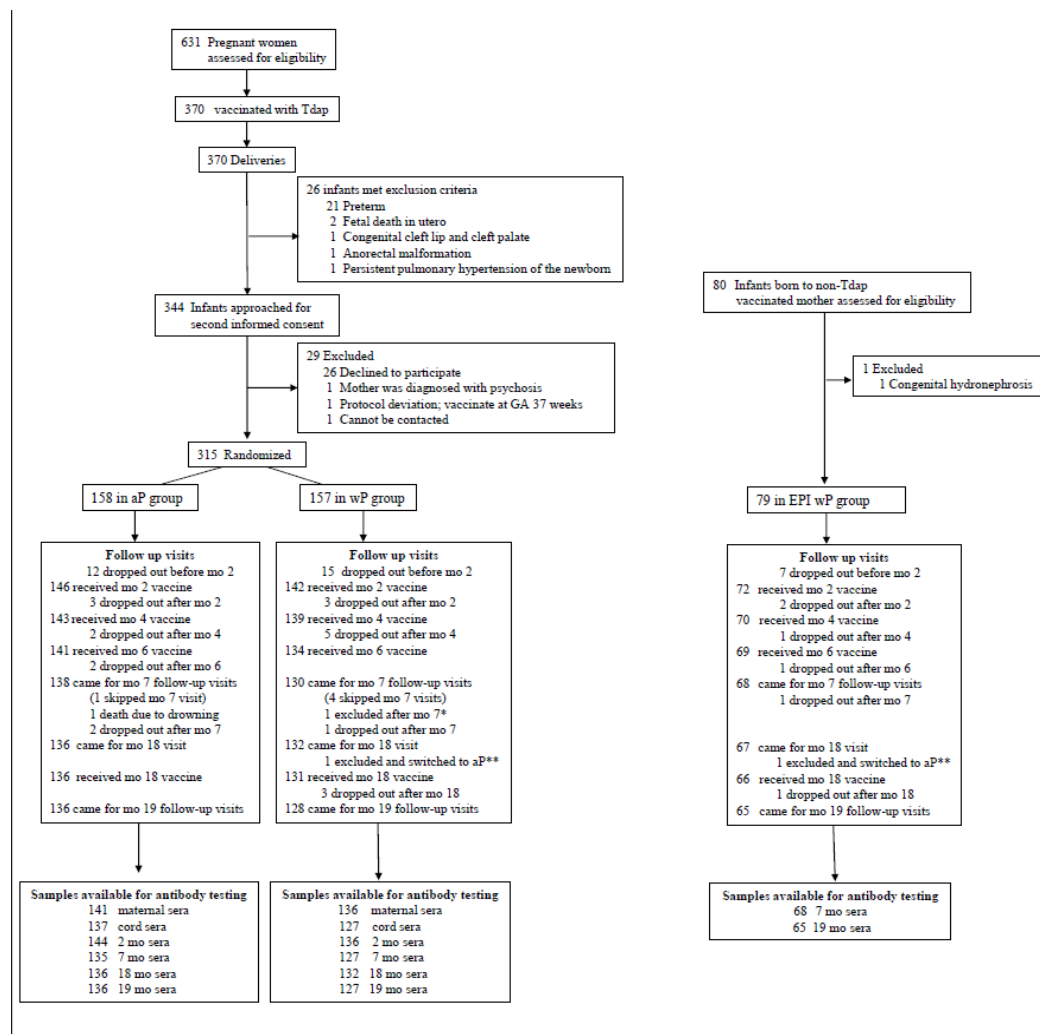 631 Pregnant women
assessed for eligibility
370 vaccinated with Tdap
370 Deliveries
26 infants met exclusion criteria
21 Preterm
2 Fetal death in utero
1 Congenital cleft lip and cleft palate
1 Anorectal malformation
1 Persistent pulmonary hypertension of the newborn
344 Infants approached for
second informed consent
29 Excluded
26 Declined to participate
1 Mother was diagnosed with psychosis
1 Protocol deviation; vaccinate at GA 37 weeks
1 Cannot be contacted
315 Randomized
158 in aP group
Follow up visits
12 dropped out before mo 2
146 received mo 2 vaccine
3 dropped out after mo 2
143 received mo 4 vaccine
2 dropped out after mo 4
141 received mo 6 vaccine
2 dropped out after mo 6
138 came for mo 7 follow-up visits
(1 skipped mo 7 visit)
1 death due to drowning
2 dropped out after mo 7
136 came for mo 18 visit
136 received mo 18 vaccine
136 came for mo 19 follow-up visits
Samples available for antibody testing
141 maternal sera
137 cord sera
144 2 mo sera
135 7 mo sera
136 18 mo sera
136 19 mo sera
157 in wP group
Follow up visits
15 dropped out before mo 2
142 received mo 2 vaccine
3 dropped out after mo 2
139 received mo 4 vaccine
5 dropped out after mo 4
134 received mo 6 vaccine
130 came for mo 7 follow-up visits
(4 skipped mo 7 visits)
1 excluded after mo 7*
1 dropped out after mo 7
132 came for mo 18 visit
1 excluded and switched to aP**
131 received mo 18 vaccine
3 dropped out after mo 18
128 came for mo 19 follow-up visits
Samples available for antibody testing
136 maternal sera
127 cord sera
136 2 mo sera
127 7 mo sera
132 18 mo sera
127 19 mo sera
80 Infants born to non-Tdap
vaccinated mother assessed for eligibility
1 Excluded
1 Congenital hydronephrosis
79 in EPI wP group
Follow up visits
7 dropped out before mo 2
72 received mo 2 vaccine
2 dropped out after mo 2
70 received mo 4 vaccine
1 dropped out after mo 4
69 received mo 6 vaccine
1 dropped out after mo 6
68 came for mo 7 follow-up visits
1 dropped out after mo 7
67 came for mo 18 visit
1 excluded and switched to aP**
66 received mo 18 vaccine
1 dropped out after mo 18
65 came for mo 19 follow-up visits
Samples available for antibody testing
68 7 mo sera
65 19 mo sera